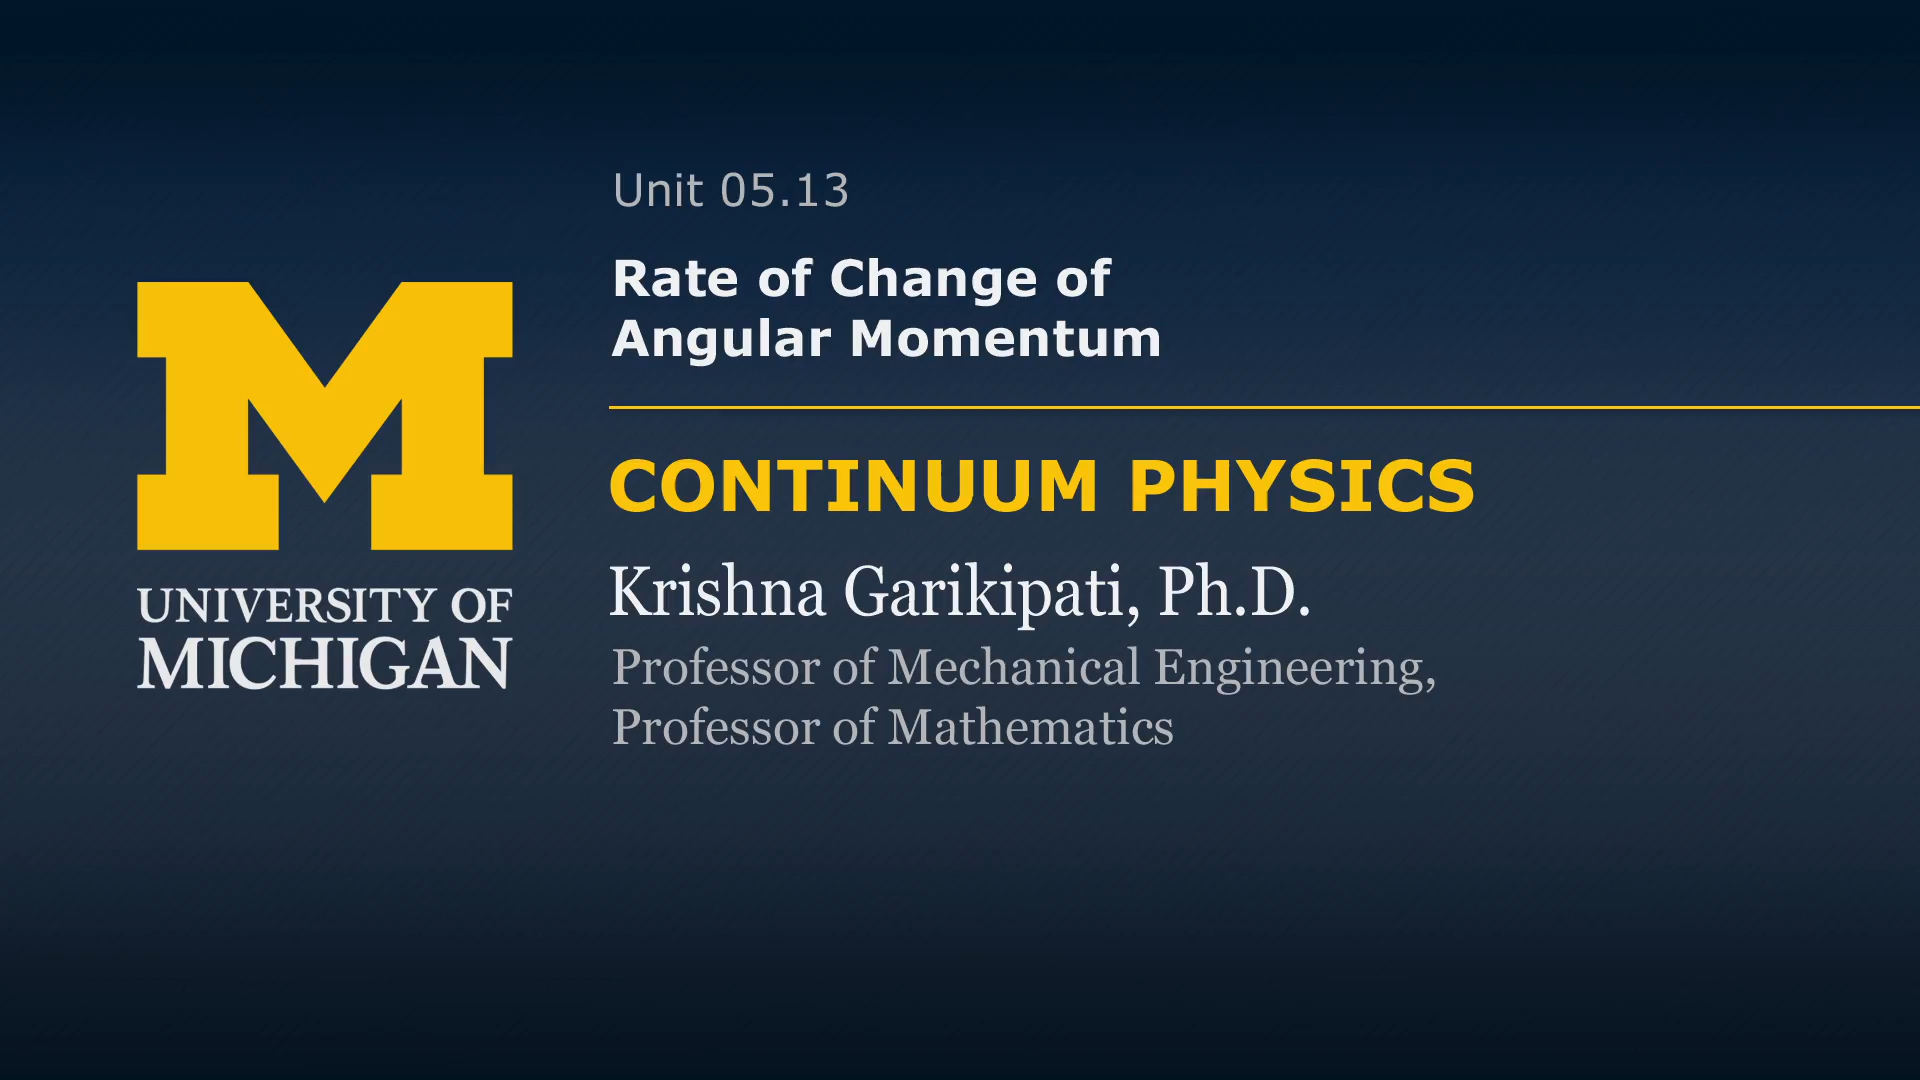 Unit 05.13
Rate of Change of
Angular Momentum
CONTINUUM PHYSICS
Krishna Garikipati, Ph.D.
Professor of Mechanical Engineering,
Professor of Mathematics
M
UNIVERSITY OF
MICHIGAN